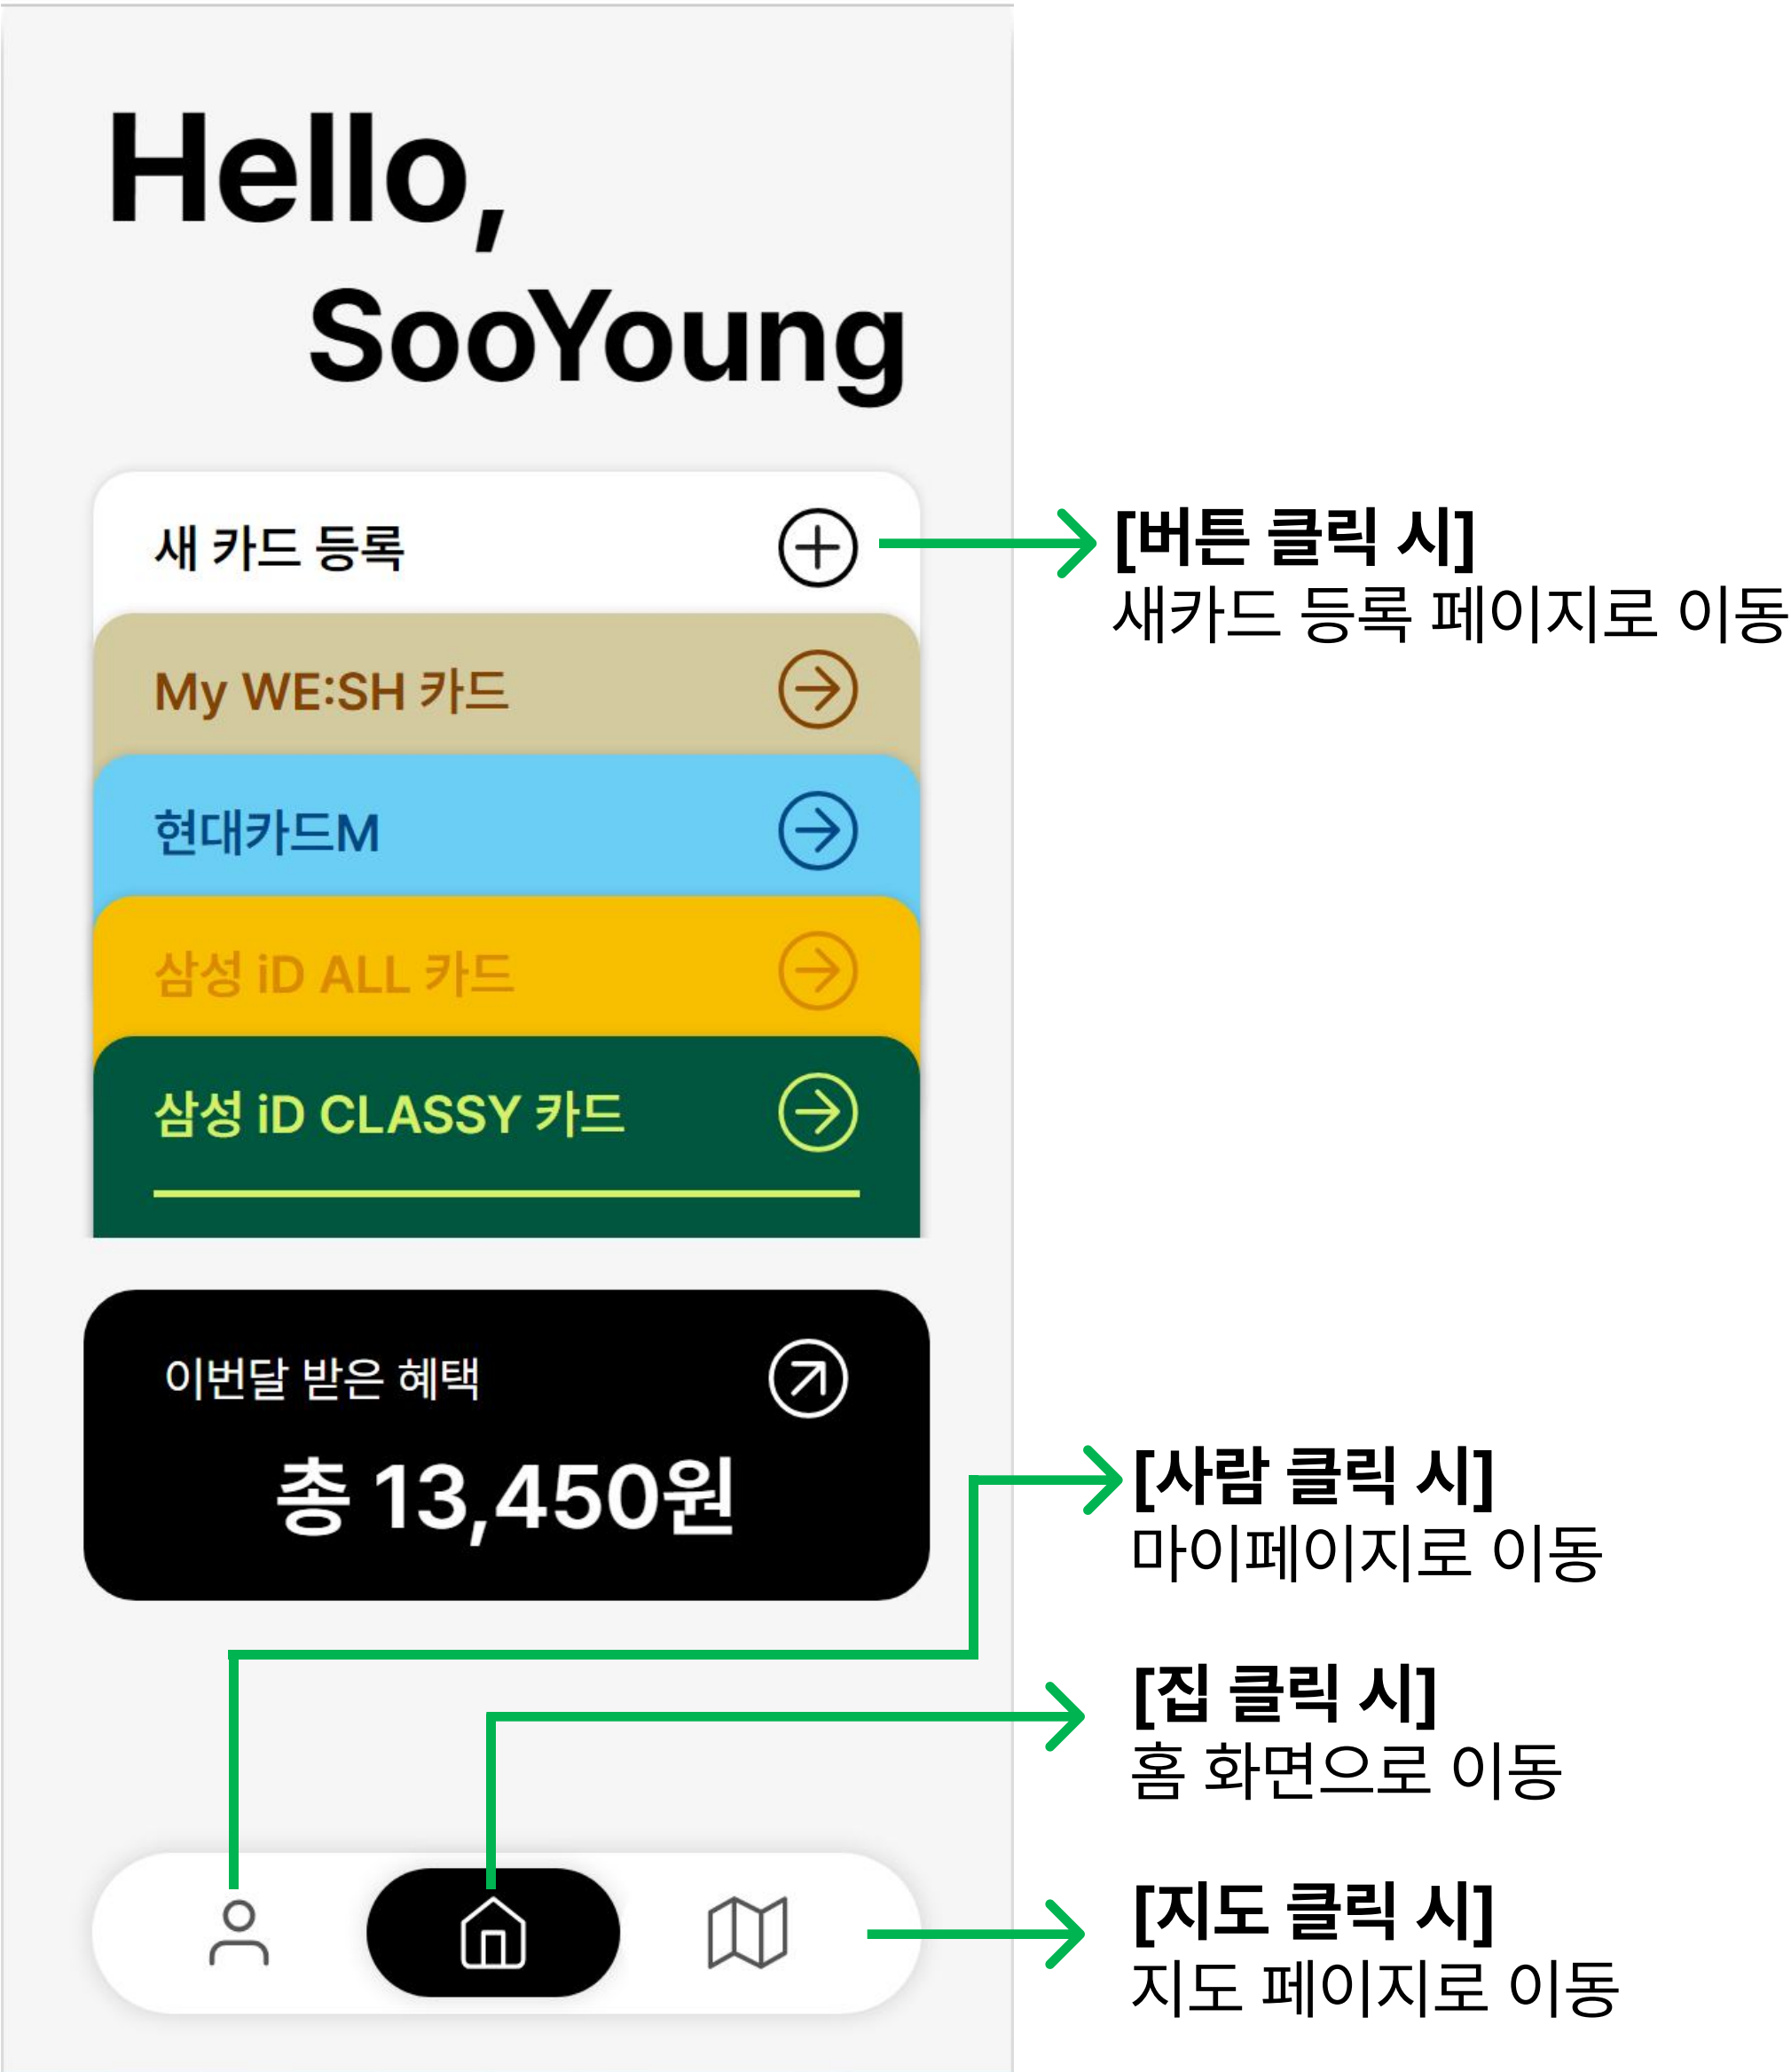 Hello,
SooYoung
새 카드 등록
[버튼 클릭 시]
새카드 등록 페이지로 이동
My WE:SH 카드
현대카드M
삼성 iD ALL 카드
삼성 iD CLASSY 카드
이번달 받은 혜택
총 13,450원
[사람 클릭 시]
마이페이지로 이동
[집 클릭 시]
홈 화면으로 이동
[지도 클릭 시]
지도 페이지로 이동